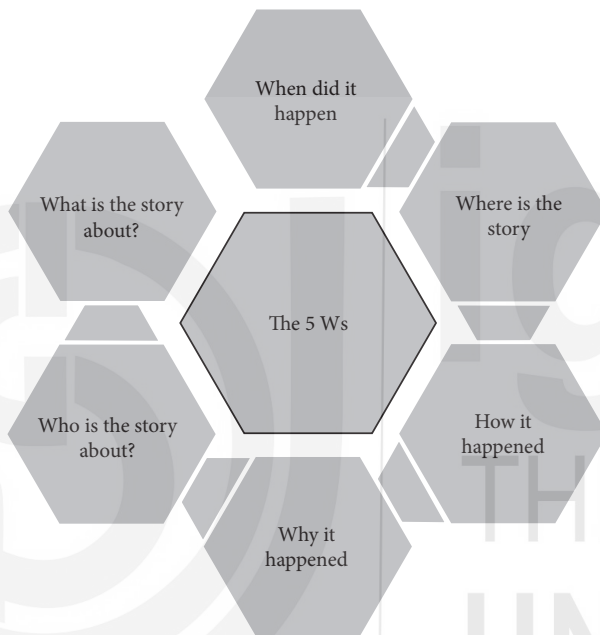 When did it
happen
What is the story
about?
Where is the
story
The 5 Ws
Who is the story
about?
How it
happened
Why it
happened